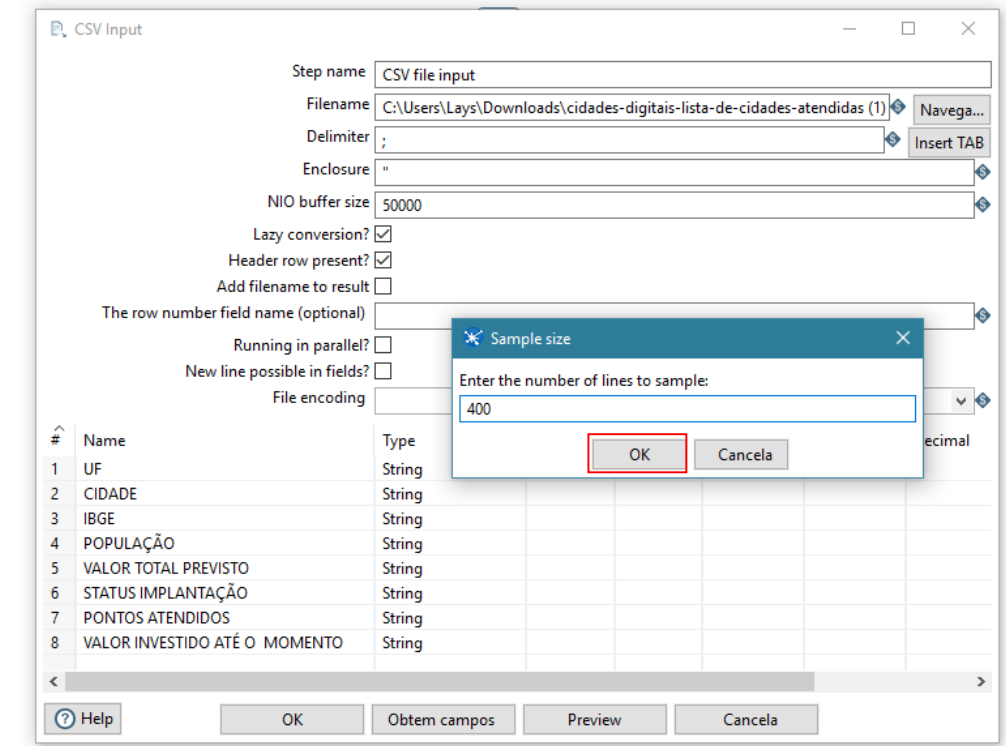 CSV Input
Step name CSV file input
Filename C:\Users\Lays\Downloads\cidades-digitais-lista-de-cidades-atendidas (1) Navega...
Delimiter ; Insert TAB
Enclosure "
NIO buffer size 50000
Lazy conversion?
Header row present?
Add filename to result
The row number field name (optional)
Running in parallel?
New line possible in fields?
File encoding
Sample size
Enter the number of lines to sample:
400
OK Cancela
# Name Type ecimal
1 UF String
2 CIDADE String
3 IBGE String
4 POPULAÇÃO String
5 VALOR TOTAL PREVISTO String
6 STATUS IMPLANTAÇÃO String
7 PONTOS ATENDIDOS String
8 VALOR INVESTIDO ATÉ O  MOMENTO String
Help OK Obtem campos Preview Cancela